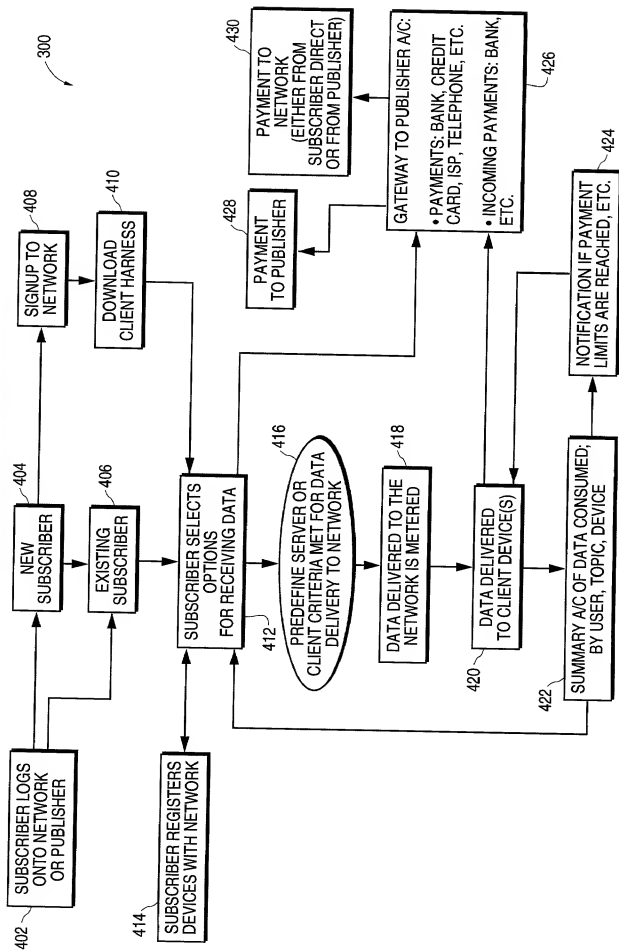 300
402
SUBSCRIBER LOGS
ONTO NETWORK
OR PUBLISHER
404
NEW
SUBSCRIBER
406
EXISTING
SUBSCRIBER
408
SIGNUP TO
NETWORK
410
DOWNLOAD
CLIENT HARNESS
414
SUBSCRIBER REGISTERS
DEVICES WITH NETWORK
412
SUBSCRIBER SELECTS
OPTIONS
FOR RECEIVING DATA
416
PREDEFINE SERVER OR
CLIENT CRITERIA MET FOR DATA
DELIVERY TO NETWORK
418
DATA DELIVERED TO THE
NETWORK IS METERED
420
DATA DELIVERED
TO CLIENT DEVICE(S)
422
SUMMARY A/C OF DATA CONSUMED;
BY USER, TOPIC, DEVICE
424
NOTIFICATION IF PAYMENT
LIMITS ARE REACHED, ETC.
426
GATEWAY TO PUBLISHER A/C:
• PAYMENTS: BANK, CREDIT
CARD, ISP, TELEPHONE, ETC.
• INCOMING PAYMENTS: BANK,
ETC.
428
PAYMENT
TO PUBLISHER
430
PAYMENT TO
NETWORK
(EITHER FROM
SUBSCRIBER DIRECT
OR FROM PUBLISHER)